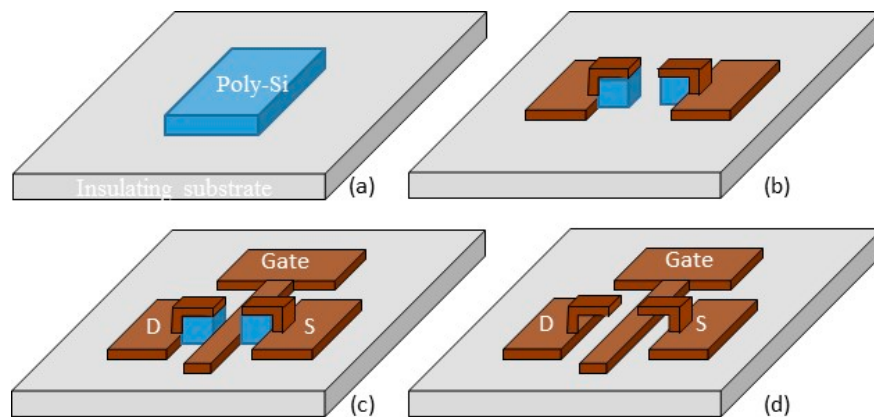 Poly-Si
Insulating substrate
(a)
(b)
Gate
D
S
(c)
Gate
D
S
(d)